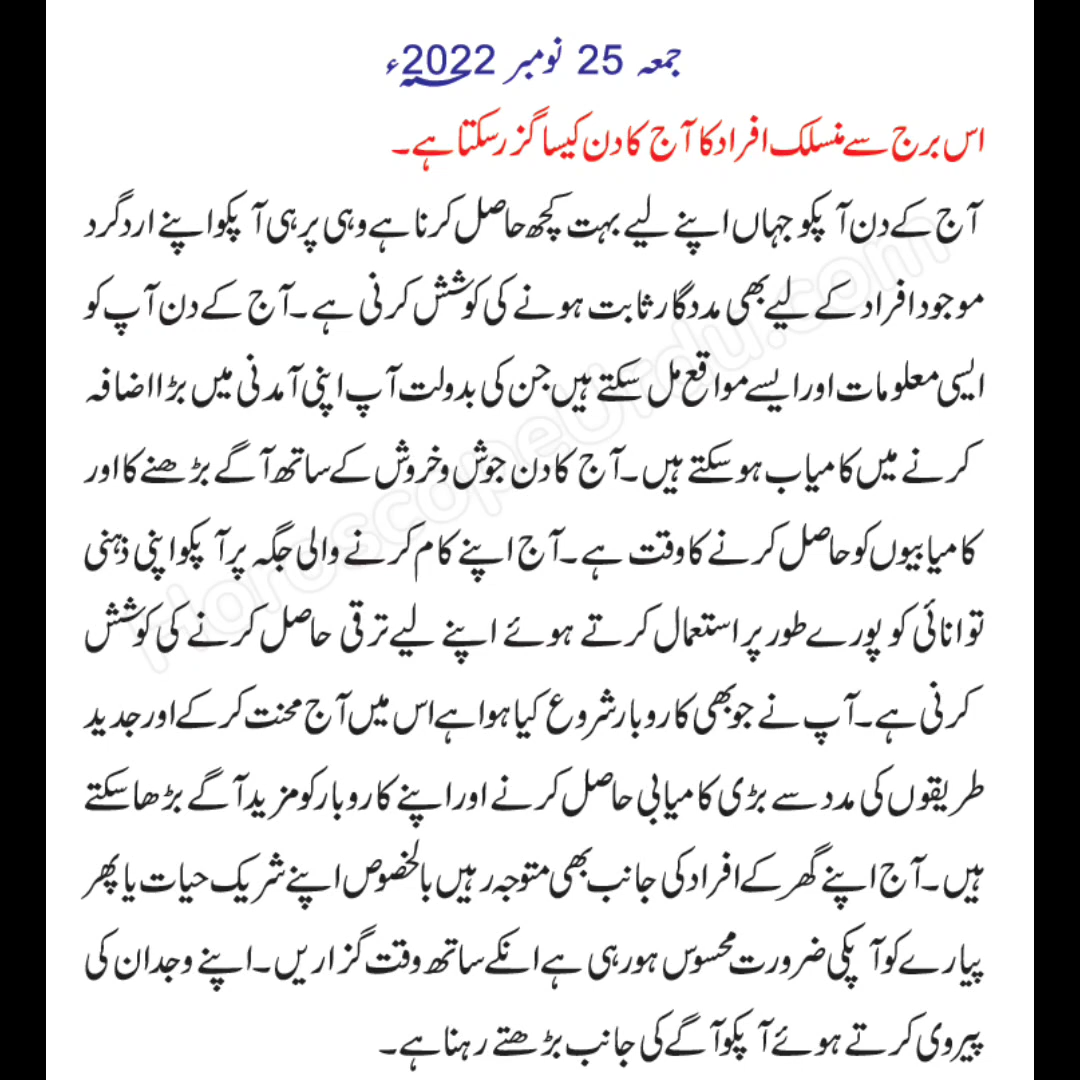 جمعہ 25 نومبر 2022ء
اس برج سے منسلک افراد کا آج کا دن کیسا گزر سکتا ہے۔
آج کے دن آپکو جہاں اپنے لیے بہت کچھ حاصل کرنا ہے وہی پر ہی آپکو اپنے ارد گرد
موجود افراد کے لیے بھی مددگار ثابت ہونے کی کوشش کرنی ہے۔ آج کے دن آپ کو
ایسی معلومات اور ایسے مواقع مل سکتے ہیں جن کی بدولت آپ اپنی آمدنی میں بڑا اضافہ
کرنے میں کامیاب ہو سکتے ہیں۔ آج کا دن جوش و خروش کے ساتھ آگے بڑھنے کا اور
کامیابیوں کو حاصل کرنے کا وقت ہے۔ آج اپنے کام کرنے والی جگہ پر آپکو اپنی ذہنی
توانائی کو پورے طور پر استعمال کرتے ہوئے اپنے لیے ترقی حاصل کرنے کی کوشش
کرنی ہے۔ آپ نے جو بھی کاروبار شروع کیا ہوا ہے اس میں آج محنت کر کے اور جدید
طریقوں کی مدد سے بڑی کامیابی حاصل کرنے اور اپنے کاروبار کو مزید آگے بڑھا سکتے
ہیں۔ آج اپنے گھر کے افراد کی جانب بھی متوجہ رہیں بالخصوص اپنے شریک حیات یا پھر
پیارے کو آپکی ضرورت محسوس ہو رہی ہے انکے ساتھ وقت گزاریں۔ اپنے وجدان کی
پیروی کرتے ہوئے آپکو آگے کی جانب بڑھتے رہنا ہے۔
HoroscopeUrdu.com